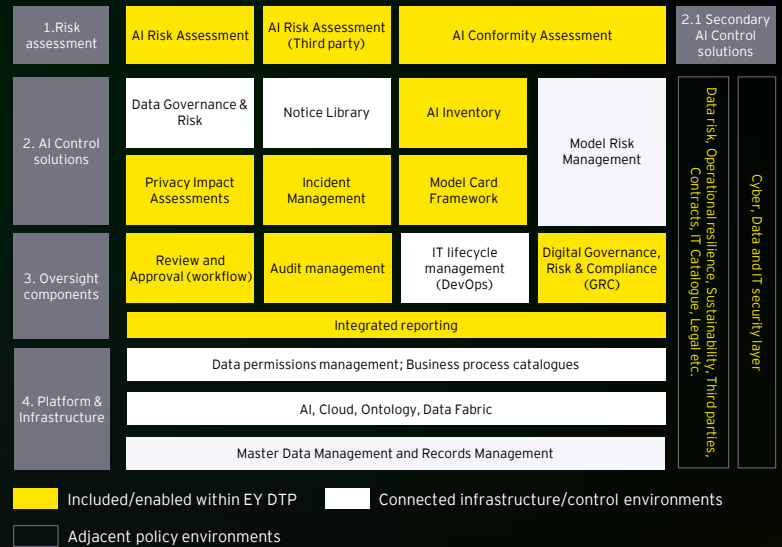 1.Risk
assessment
AI Risk Assessment
AI Risk Assessment
(Third party)
AI Conformity Assessment
2.1 Secondary
AI Control
solutions
2. AI Control
solutions
Data Governance &
Risk
Notice Library
AI Inventory
Model Risk
Management
Privacy Impact
Assessments
Incident
Management
Model Card
Framework
3. Oversight
components
Review and
Approval (workflow)
Audit management
IT lifecycle
management
(DevOps)
Digital Governance,
Risk & Compliance
(GRC)
Integrated reporting
4. Platform &
Infrastructure
Data permissions management; Business process catalogues
AI, Cloud, Ontology, Data Fabric
Master Data Management and Records Management
Data risk, Operational resilience, Sustainability, Third parties,
Contracts, IT Catalogue, Legal etc.
Cyber, Data and IT security layer
Included/enabled within EY DTP
Connected infrastructure/control environments
Adjacent policy environments